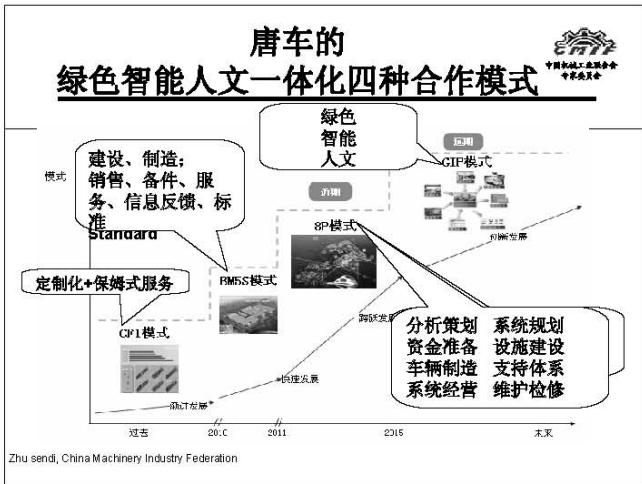 唐车的
绿色智能人文一体化四种合作模式
中国机械工业联合会
专家委员会
绿色
智能
人文
远期
GIP模式
模式
建设、制造;
销售、备件、服
务、信息反馈、标
准
Standard
近期
8P模式
创新发展
定制化+保姆式服务
BM5S模式
CF1模式
跨跃发展
分析策划 系统规划
资金准备 设施建设
车辆制造 支持体系
系统经营 维护检修
快速发展
过去
2010
2011
2015
未来
Zhu sendi, China Machinery Industry Federation